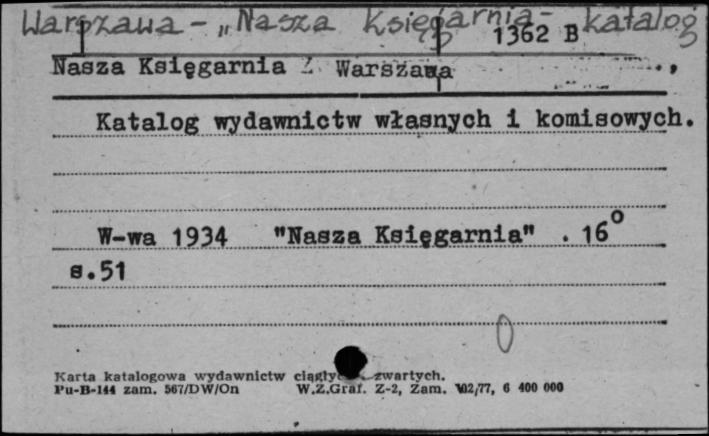 Warszawa - „Nasza Księgarnia - katalog
1362 B
Nasza Księgarnia Warszawa
Katalog wydawnictw własnych i komisowych.
W-wa 1934 "Nasza Księgarnia" . 16°
s.51
Karta katalogowa wydawnictw zwartych.
Pu-B-144 zam. 567/DW/On W.Z.Graf. Z-2, Zam. 102/77, 6 400 000